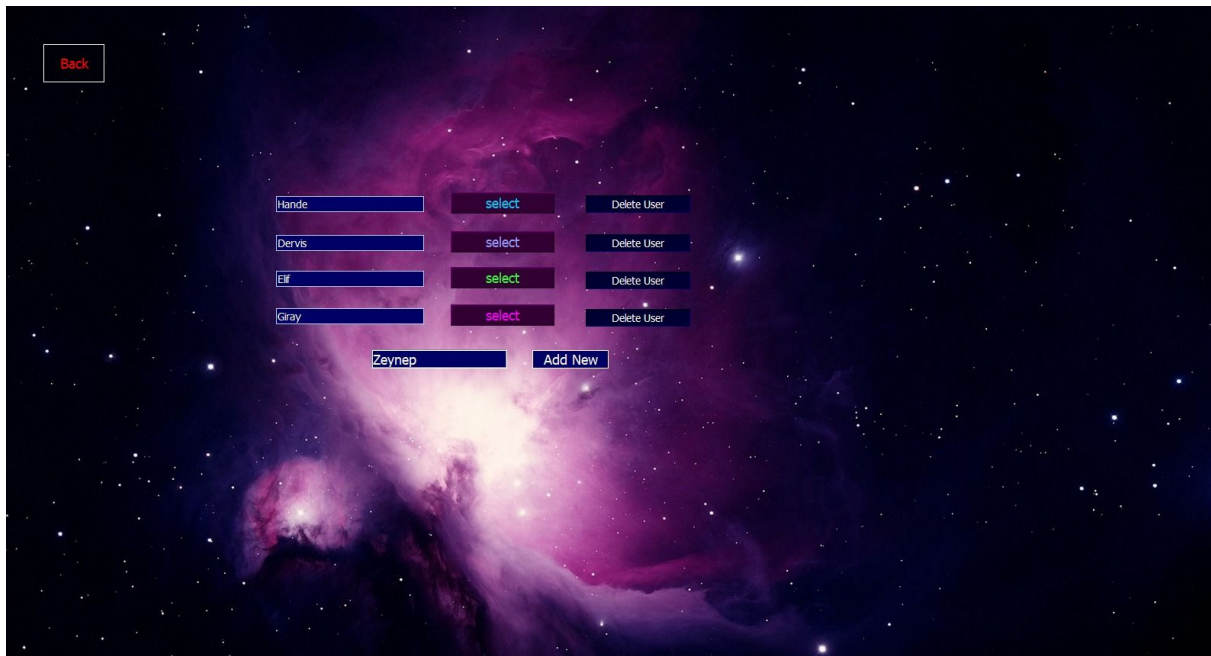 Back
Hande select Delete User
Dervis select Delete User
Elif select Delete User
Giray select Delete User
Zeynep Add New